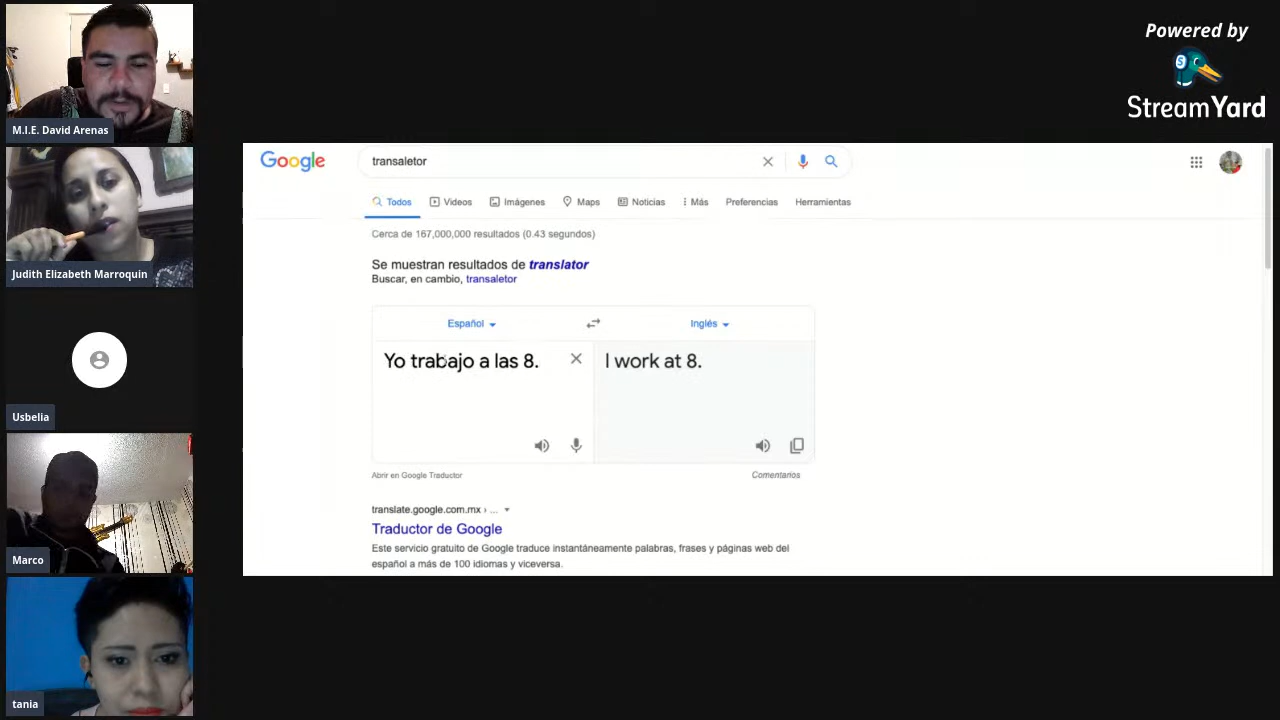 Powered by
StreamYard
M.I.E. David Arenas
Judith Elizabeth Marroquin
Usbelia
Marco
tania
Google
transaletor
Todos
Videos
Imágenes
Maps
Noticias
Más
Preferencias
Herramientas
Cerca de 167,000,000 resultados (0.43 segundos)
Se muestran resultados de translator
Buscar, en cambio, transaletor
Español
Inglés
Yo trabajo a las 8.
I work at 8.
Abrir en Google Traductor
Comentarios
translate.google.com.mx › ...
Traductor de Google
Este servicio gratuito de Google traduce instantáneamente palabras, frases y páginas web del
español a más de 100 idiomas y viceversa.